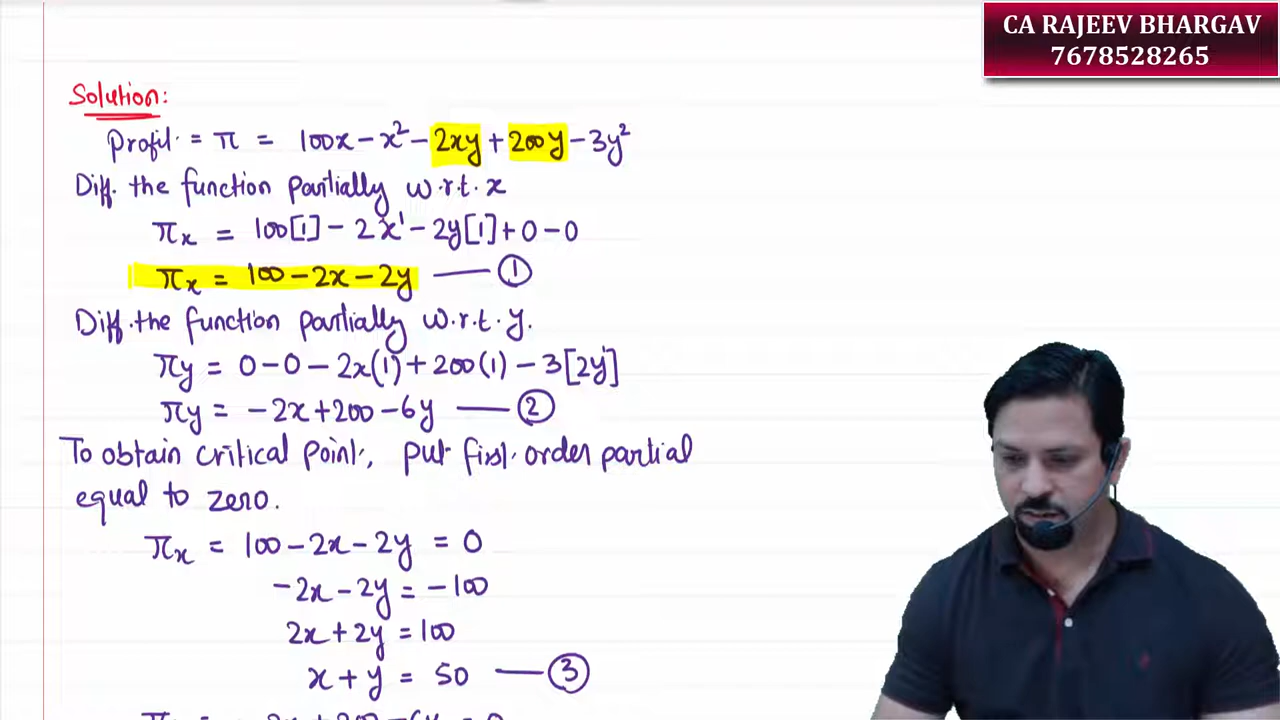 CA RAJEEV BHARGAV
7678528265
Solution:
Profit = π = 100x - x² - 2xy + 200y - 3y²
Diff. the function partially w.r.t. x
πx = 100[1] - 2x¹ - 2y[1] + 0 - 0
πx = 100 - 2x - 2y —— ①
Diff. the function partially w.r.t. y.
πy = 0 - 0 - 2x(1) + 200(1) - 3[2y¹]
πy = -2x + 200 - 6y —— ②
To obtain critical point, put first order partial
equal to zero.
πx = 100 - 2x - 2y = 0
-2x - 2y = -100
2x + 2y = 100
x + y = 50 —— ③